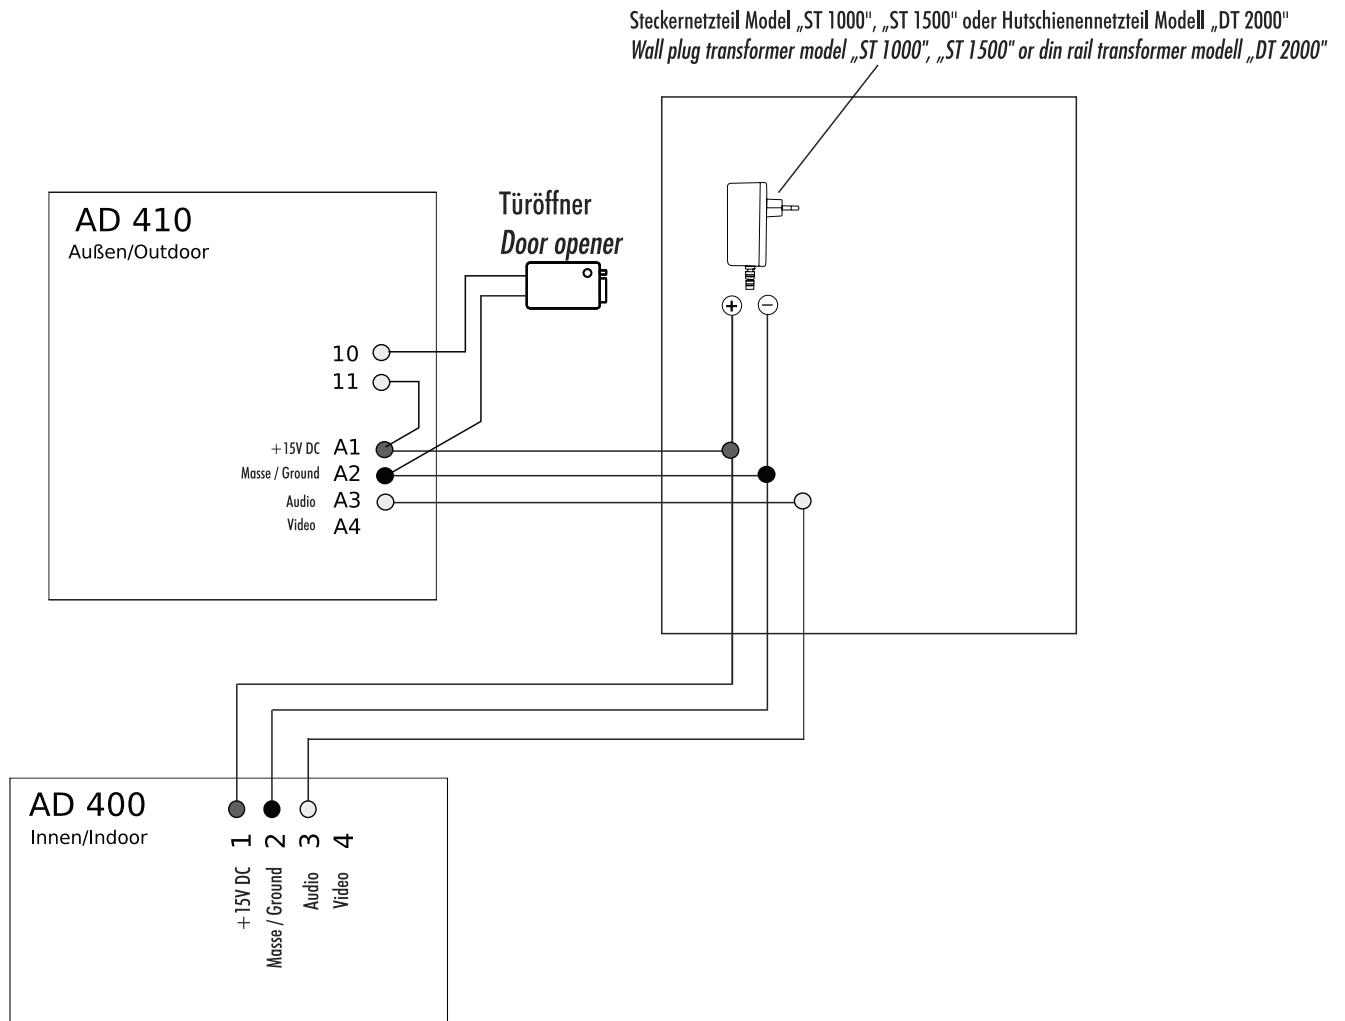 Steckernetzteil Model „ST 1000", „ST 1500" oder Hutschienennetzteil Modell „DT 2000"
Wall plug transformer model „ST 1000", „ST 1500" or din rail transformer modell „DT 2000"
AD 410
Außen/Outdoor
Türöffner
Door opener
+ −
10
11
+15V DC A1
Masse / Ground A2
Audio A3
Video A4
AD 400
Innen/Indoor
1 2 3 4
+15V DC
Masse / Ground
Audio
Video